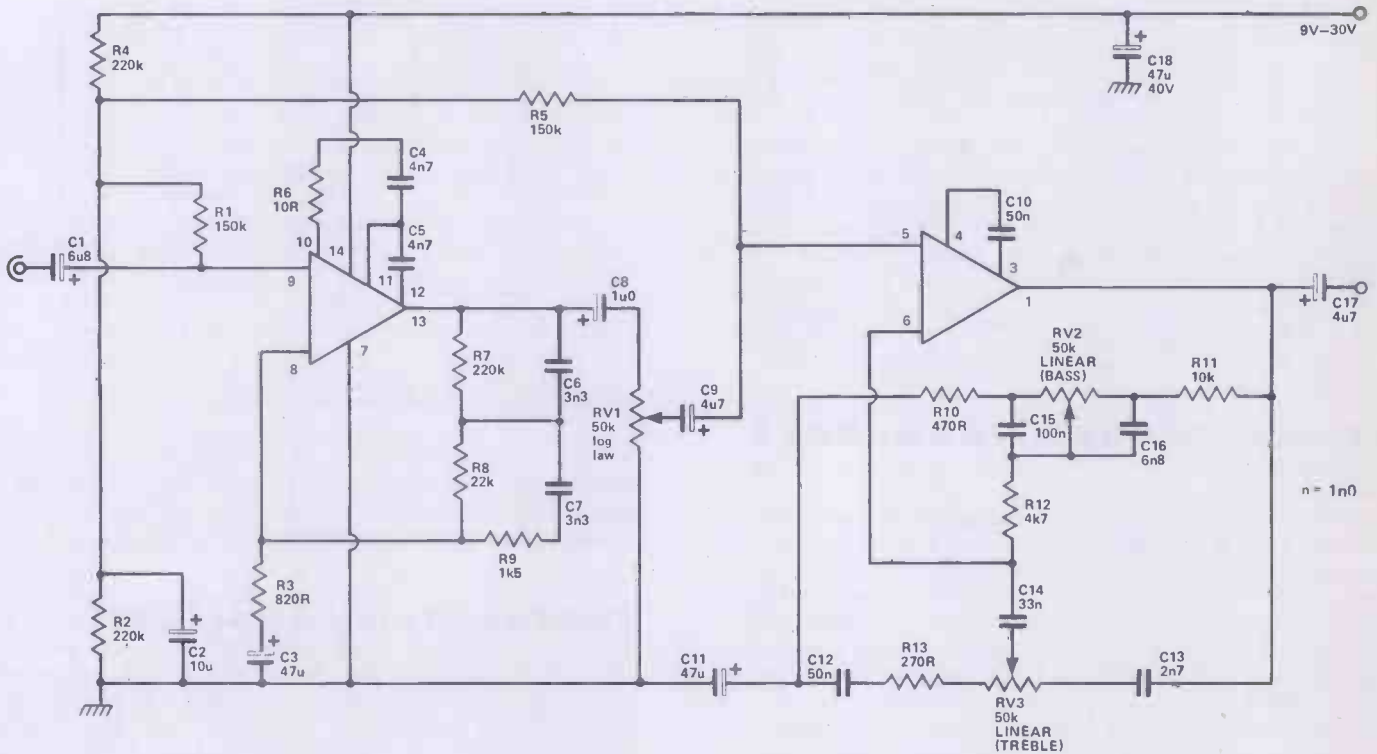 9V–30V
R4
220k
+
C18
47u
40V
R5
150k
C4
4n7
R6
10R
R1
150k
C5
4n7
C10
50n
C1
6u8
+
10
14
11
12
9
13
8
7
5
4
3
1
6
C8
1u0
+
+
C17
4u7
R7
220k
C6
3n3
RV2
50k
LINEAR
(BASS)
R11
10k
RV1
50k
log
law
C9
4u7
+
R10
470R
C15
100n
C16
6n8
R8
22k
C7
3n3
n = 1n0
R12
4k7
R9
1k5
R3
820R
C14
33n
R2
220k
+
C2
10u
+
C3
47u
C11
47u
+
C12
50n
R13
270R
C13
2n7
RV3
50k
LINEAR
(TREBLE)